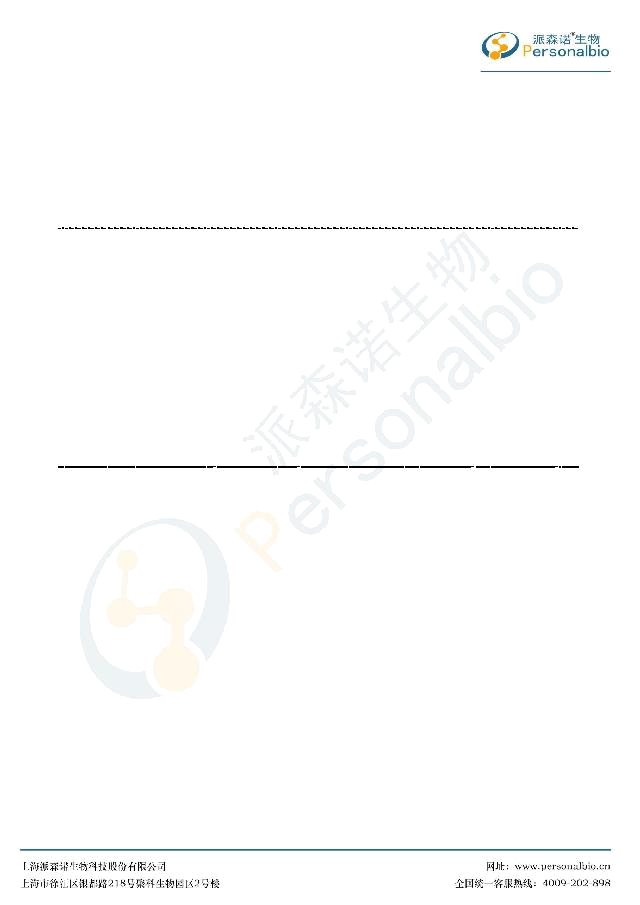 派森诺生物
Personalbio
派森诺生物
Personalbio
上海派森诺生物科技股份有限公司
网址：www.personalbio.cn
上海市徐汇区银都路218号聚科生物园区2号楼
全国统一客服热线：4009-202-898